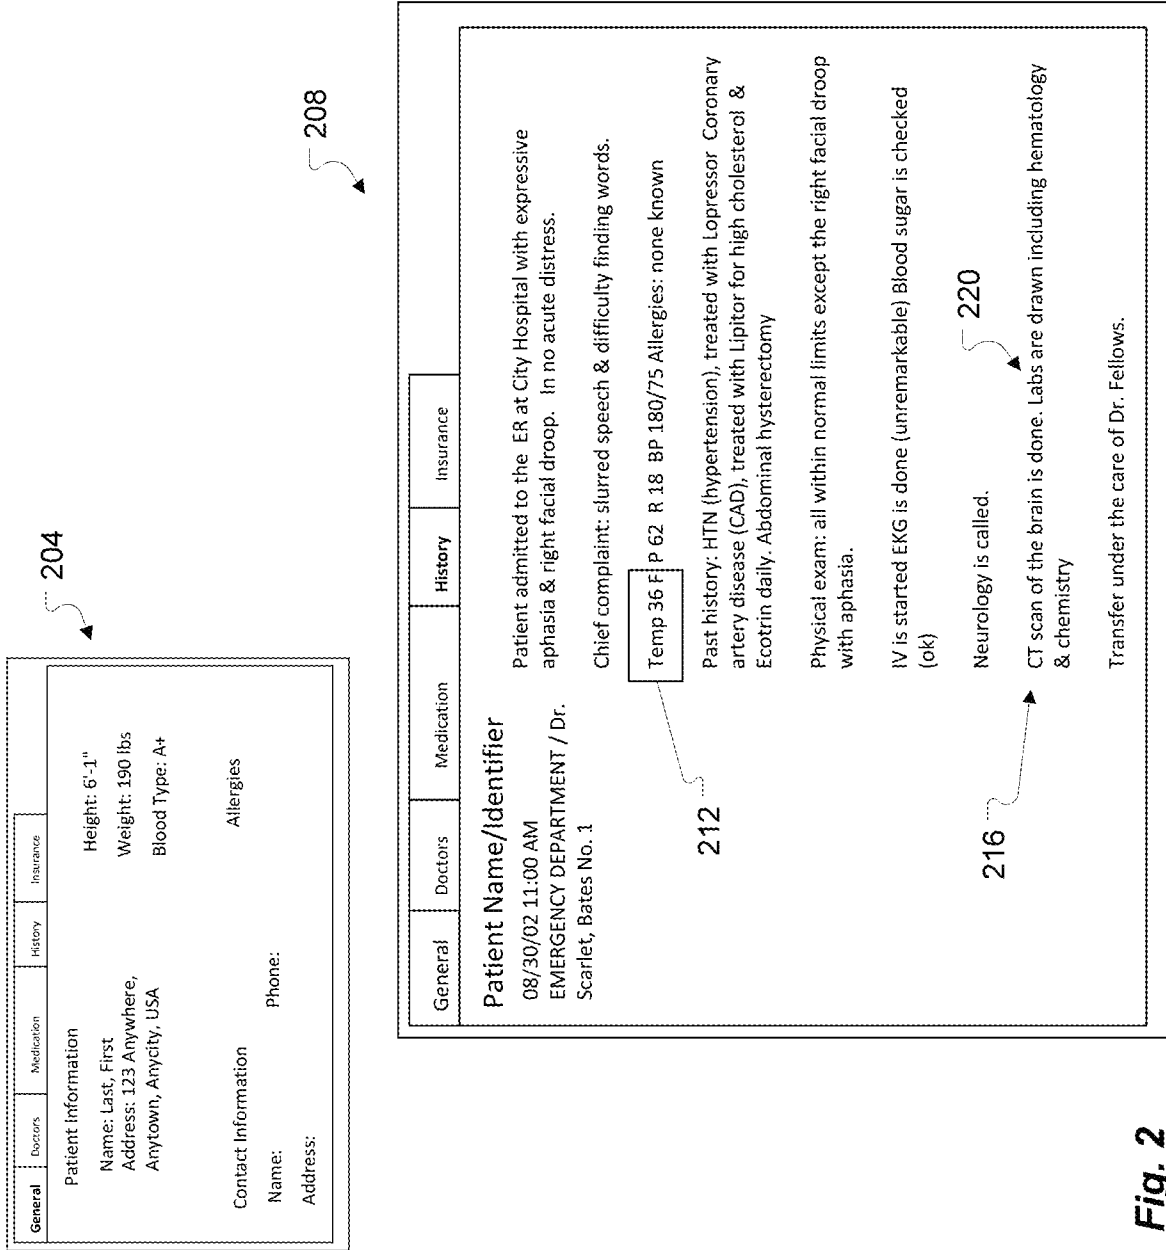 204
General Doctors Medication History Insurance
Patient Information
Name: Last, First
Address: 123 Anywhere,
Anytown, Anycity, USA
Height: 6'-1"
Weight: 190 lbs
Blood Type: A+
Contact Information
Name:
Phone:
Address:
Allergies
208
General Doctors Medication History Insurance
Patient Name/Identifier
08/30/02 11:00 AM
EMERGENCY DEPARTMENT / Dr.
Scarlet, Bates No. 1
Patient admitted to the ER at City Hospital with expressive
aphasia & right facial droop. In no acute distress.
Chief complaint: slurred speech & difficulty finding words.
Temp 36 F P 62 R 18 BP 180/75 Allergies: none known
212
Past history: HTN (hypertension), treated with Lopressor Coronary
artery disease (CAD), treated with Lipitor for high cholesterol &
Ecotrin daily. Abdominal hysterectomy
Physical exam: all within normal limits except the right facial droop
with aphasia.
IV is started EKG is done (unremarkable) Blood sugar is checked
(ok)
Neurology is called.
220
216
CT scan of the brain is done. Labs are drawn including hematology
& chemistry
Transfer under the care of Dr. Fellows.
Fig. 2